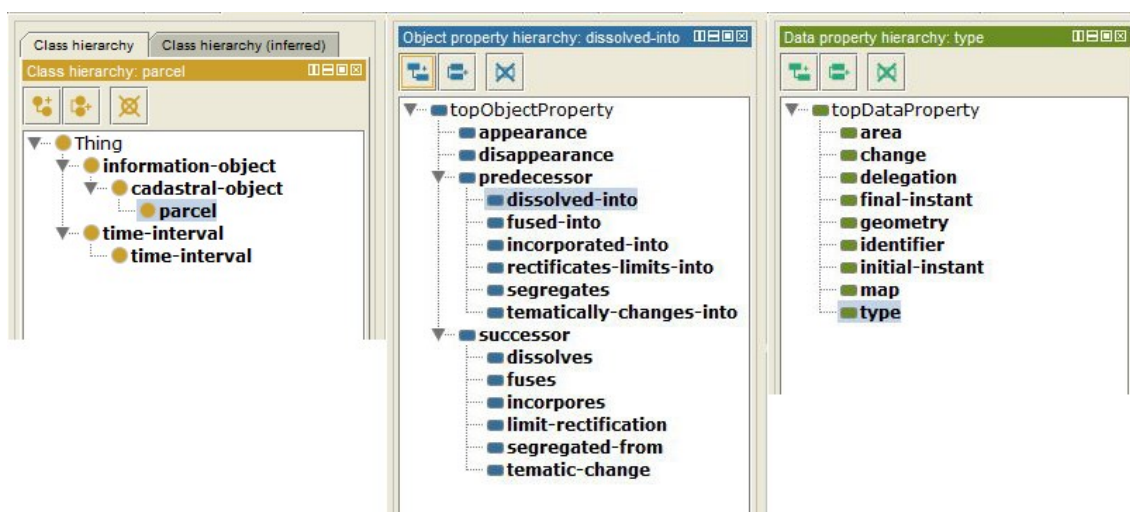 Class hierarchy
Class hierarchy (inferred)
Class hierarchy: parcel
Thing
information-object
cadastral-object
parcel
time-interval
time-interval
Object property hierarchy: dissolved-into
topObjectProperty
appearance
disappearance
predecessor
dissolved-into
fused-into
incorporated-into
rectificates-limits-into
segregates
tematically-changes-into
successor
dissolves
fuses
incorpores
limit-rectification
segregated-from
tematic-change
Data property hierarchy: type
topDataProperty
area
change
delegation
final-instant
geometry
identifier
initial-instant
map
type